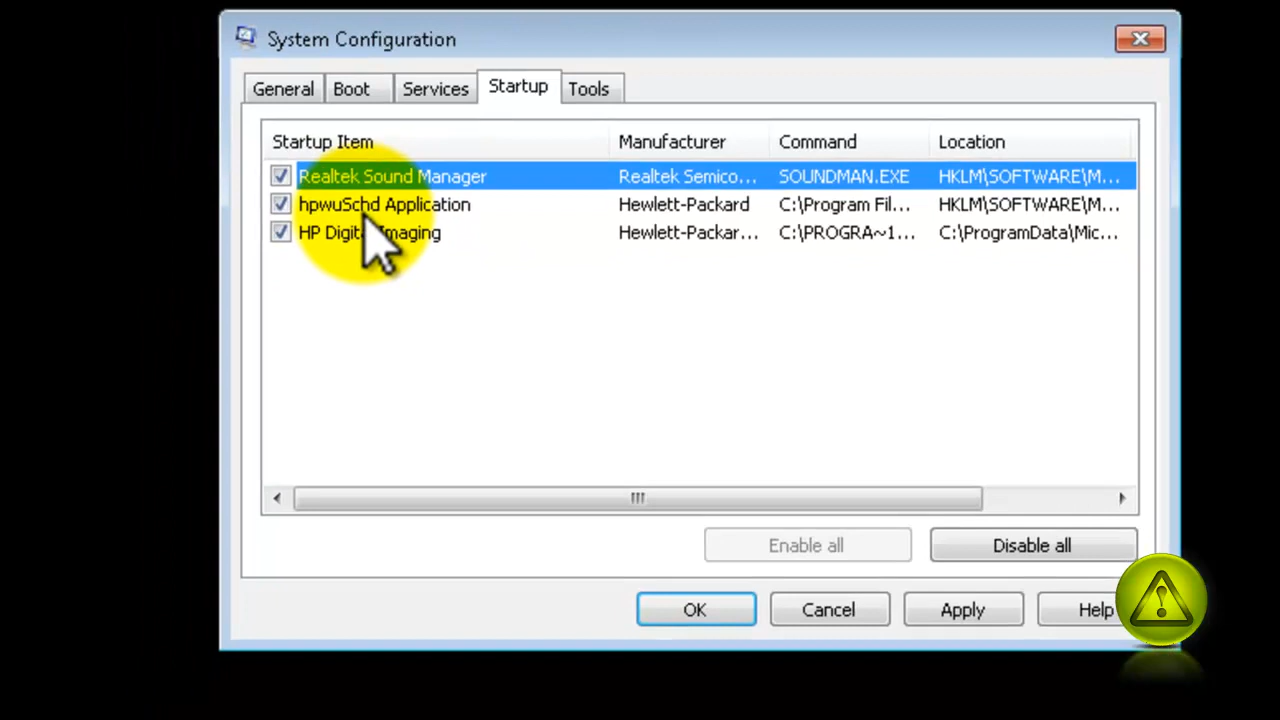 System Configuration
General Boot Services Startup Tools
Startup Item Manufacturer Command Location
Realtek Sound Manager Realtek Semico... SOUNDMAN.EXE HKLM\SOFTWARE\M...
hpwuSchd Application Hewlett-Packard C:\Program Fil... HKLM\SOFTWARE\M...
HP Digital Imaging Hewlett-Packar... C:\PROGRA~1... C:\ProgramData\Mic...
Enable all Disable all
OK Cancel Apply Help